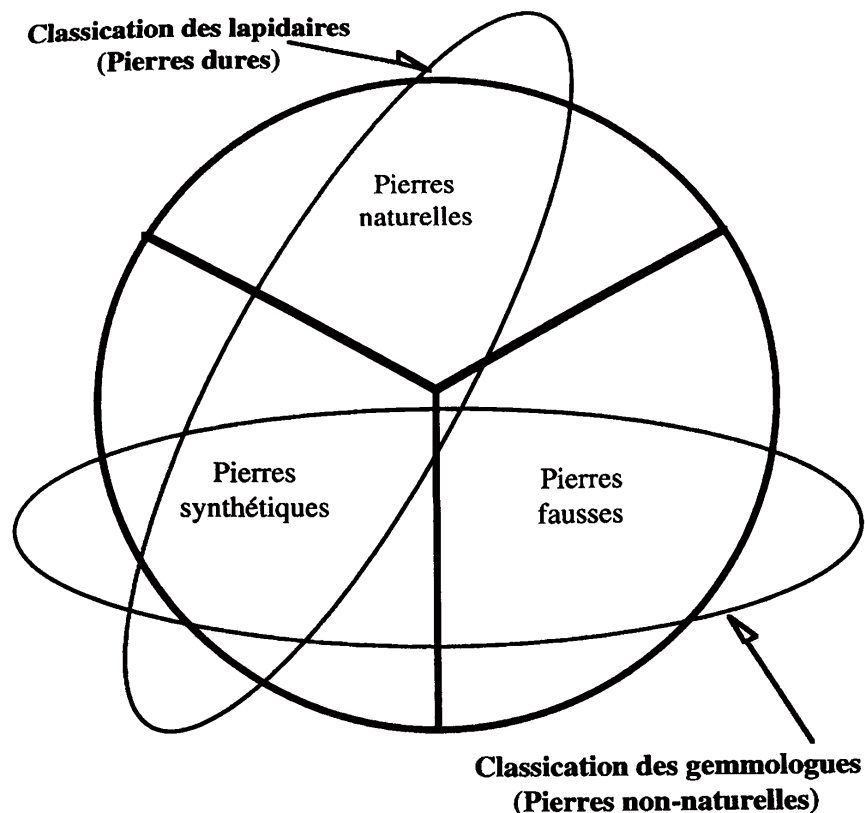 Classication des lapidaires
(Pierres dures)
Pierres
naturelles
Pierres
synthétiques
Pierres
fausses
Classication des gemmologues
(Pierres non-naturelles)